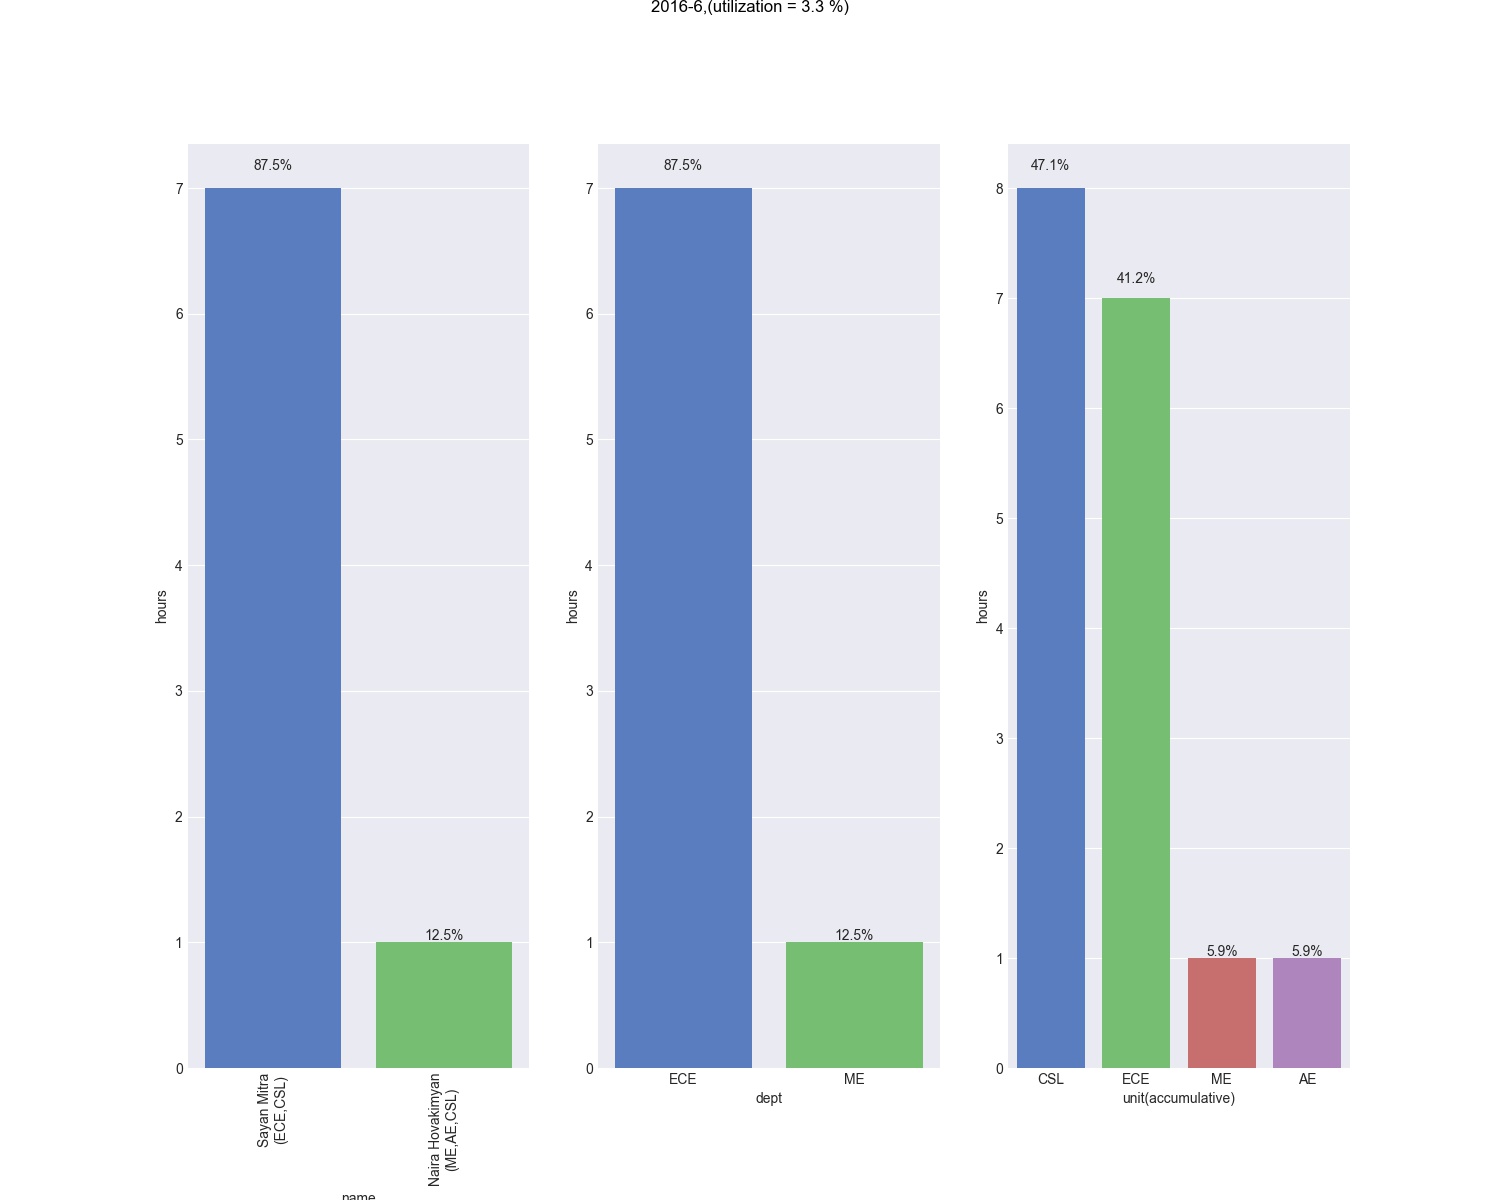 2016-6,(utilization = 3.3 %)
87.5%
12.5%
7
6
5
4
3
2
1
0
hours
Sayan Mitra
(ECE,CSL)
Naira Hovakimyan
(ME,AE,CSL)
name
87.5%
12.5%
7
6
5
4
3
2
1
0
hours
ECE
ME
dept
47.1%
41.2%
5.9%
5.9%
8
7
6
5
4
3
2
1
0
hours
CSL
ECE
ME
AE
unit(accumulative)